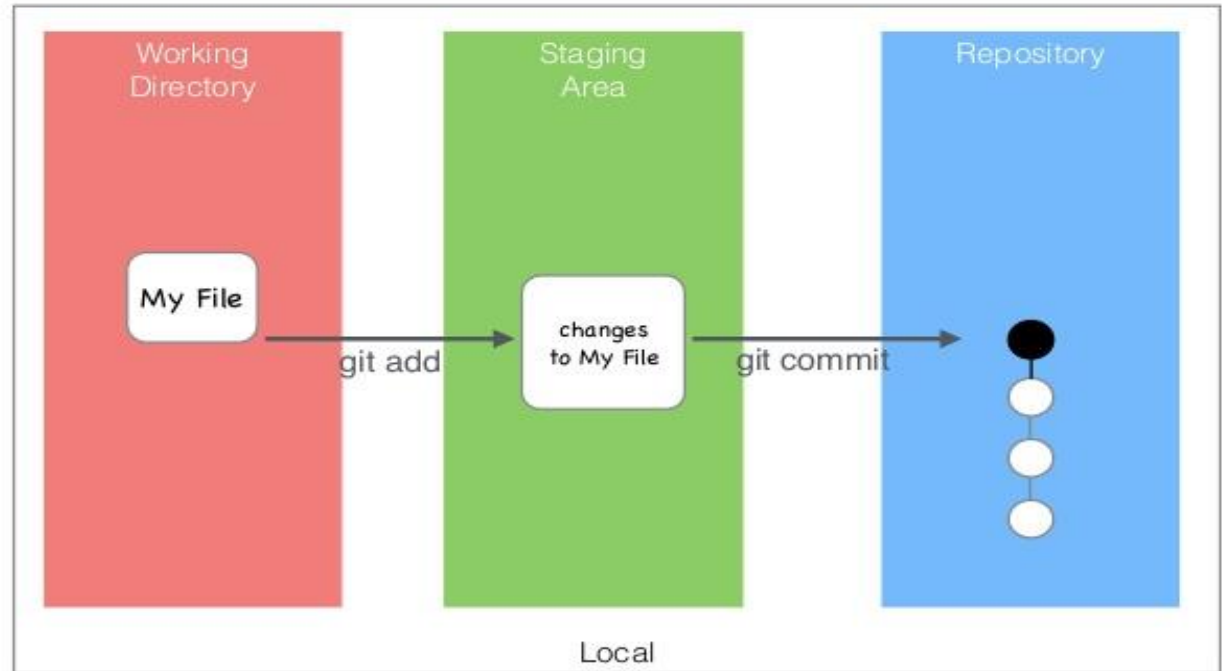 Working
Directory
Staging
Area
Repository
My File
git add
changes
to My File
git commit
Local